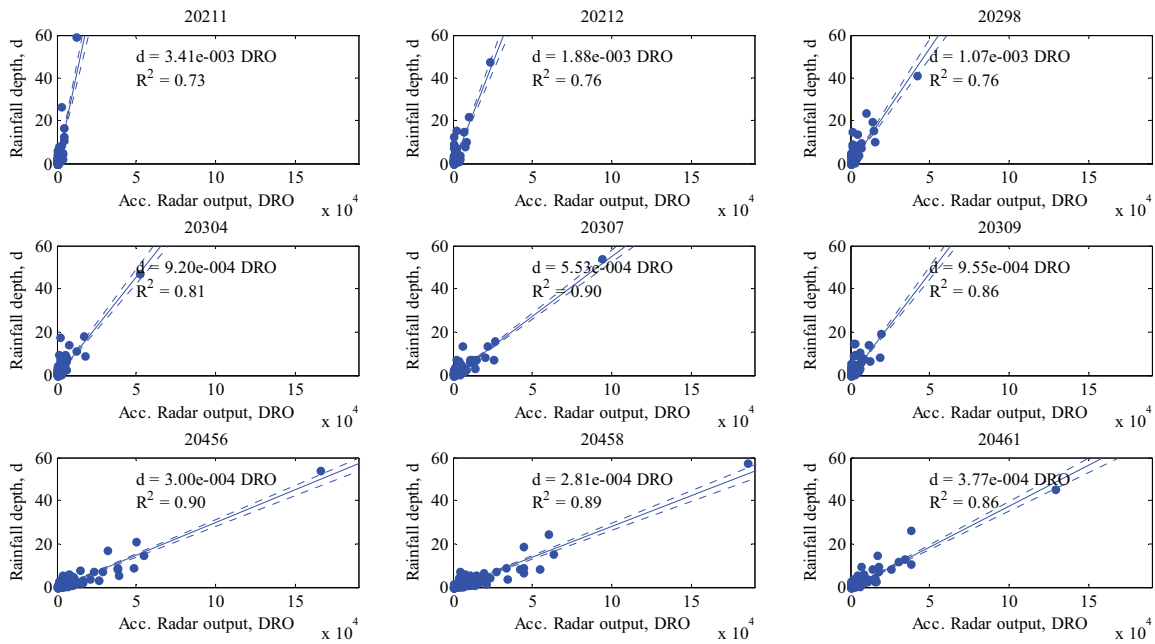 20211
60
40
20
0
Rainfall depth, d
d = 3.41e-003 DRO
R² = 0.73
0 5 10 15
x 10⁴
Acc. Radar output, DRO
20212
60
40
20
0
Rainfall depth, d
d = 1.88e-003 DRO
R² = 0.76
0 5 10 15
x 10⁴
Acc. Radar output, DRO
20298
60
40
20
0
Rainfall depth, d
d = 1.07e-003 DRO
R² = 0.76
0 5 10 15
x 10⁴
Acc. Radar output, DRO
20304
60
40
20
0
Rainfall depth, d
d = 9.20e-004 DRO
R² = 0.81
0 5 10 15
x 10⁴
Acc. Radar output, DRO
20307
60
40
20
0
Rainfall depth, d
d = 5.53e-004 DRO
R² = 0.90
0 5 10 15
x 10⁴
Acc. Radar output, DRO
20309
60
40
20
0
Rainfall depth, d
d = 9.55e-004 DRO
R² = 0.86
0 5 10 15
x 10⁴
Acc. Radar output, DRO
20456
60
40
20
0
Rainfall depth, d
d = 3.00e-004 DRO
R² = 0.90
0 5 10 15
x 10⁴
Acc. Radar output, DRO
20458
60
40
20
0
Rainfall depth, d
d = 2.81e-004 DRO
R² = 0.89
0 5 10 15
x 10⁴
Acc. Radar output, DRO
20461
60
40
20
0
Rainfall depth, d
d = 3.77e-004 DRO
R² = 0.86
0 5 10 15
x 10⁴
Acc. Radar output, DRO